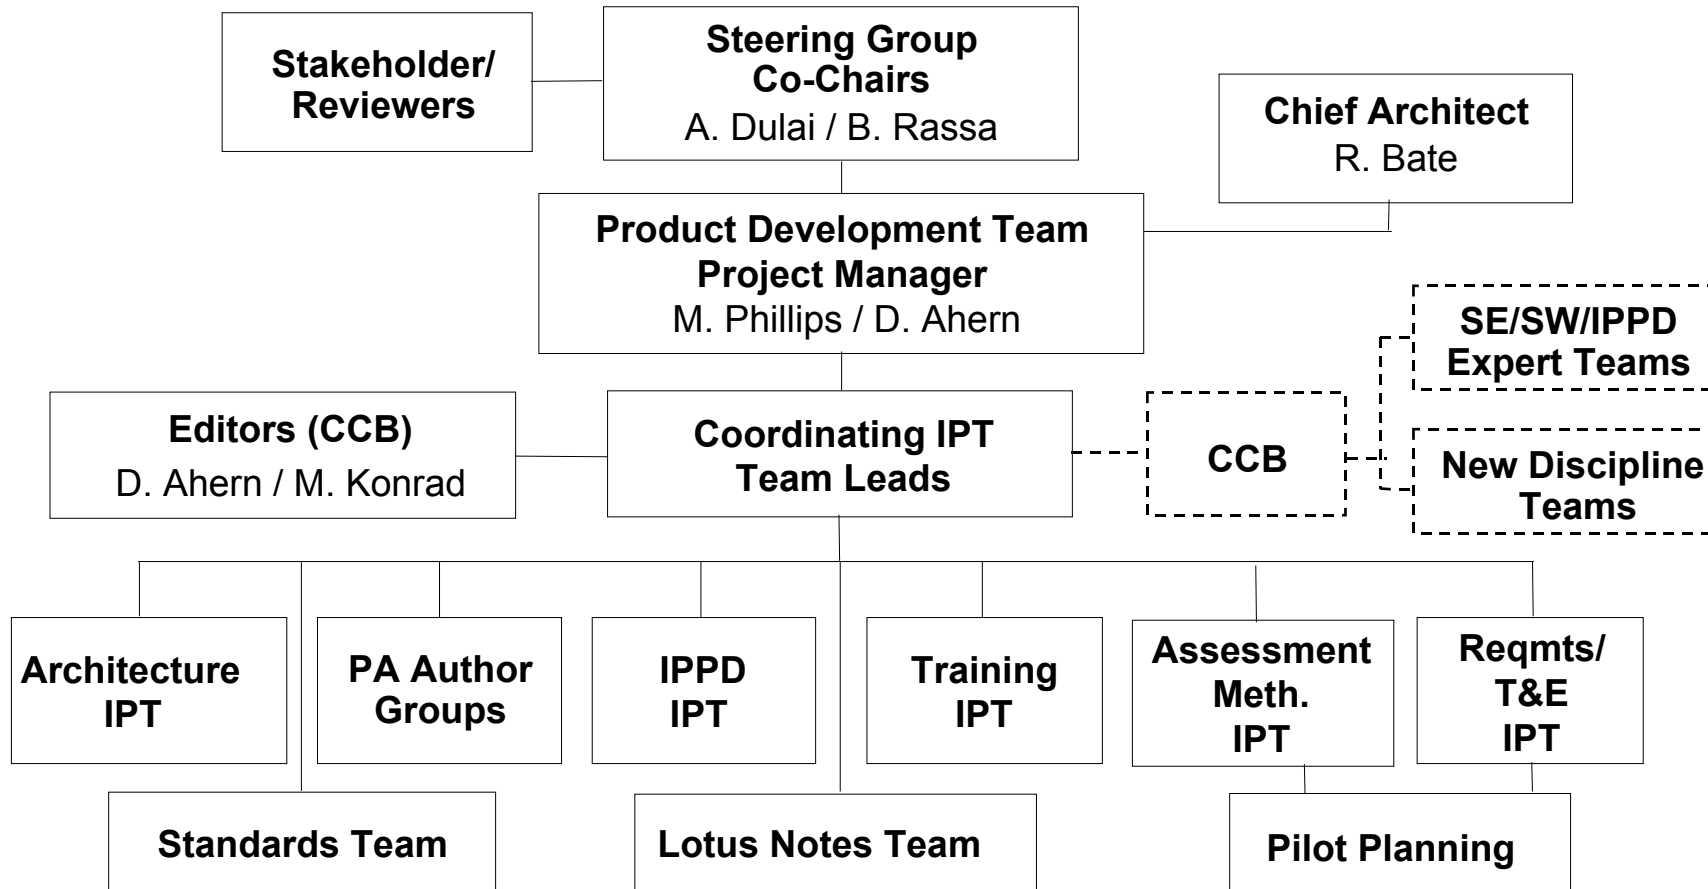 Stakeholder/
Reviewers
Steering Group
Co-Chairs
A. Dulai / B. Rassa
Chief Architect
R. Bate
Product Development Team
Project Manager
M. Phillips / D. Ahern
SE/SW/IPPD
Expert Teams
Editors (CCB)
D. Ahern / M. Konrad
Coordinating IPT
Team Leads
CCB
New Discipline
Teams
Architecture
IPT
PA Author
Groups
IPPD
IPT
Training
IPT
Assessment
Meth.
IPT
Reqmts/
T&E
IPT
Standards Team
Lotus Notes Team
Pilot Planning